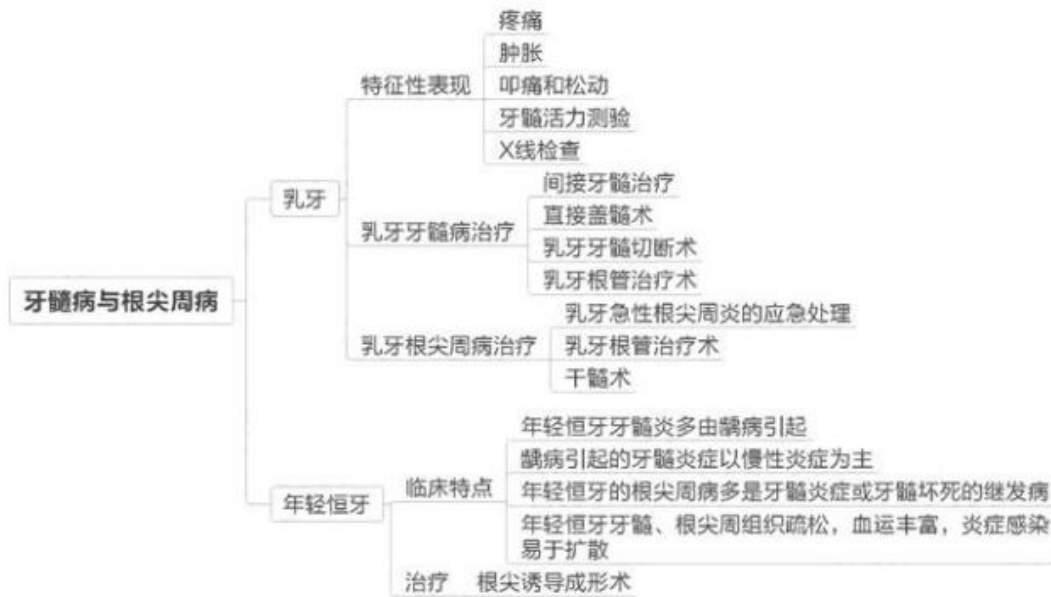 疼痛
肿胀
特征性表现
叩痛和松动
牙髓活力测验
X线检查
乳牙
间接牙髓治疗
直接盖髓术
乳牙牙髓病治疗
乳牙牙髓切断术
乳牙根管治疗术
牙髓病与根尖周病
乳牙急性根尖周炎的应急处理
乳牙根尖周病治疗
乳牙根管治疗术
干髓术
年轻恒牙牙髓炎多由龋病引起
龋病引起的牙髓炎症以慢性炎症为主
临床特点
年轻恒牙
年轻恒牙的根尖周病多是牙髓炎症或牙髓坏死的继发病
年轻恒牙牙髓、根尖周组织疏松，血运丰富，炎症感染
易于扩散
治疗 根尖诱导成形术